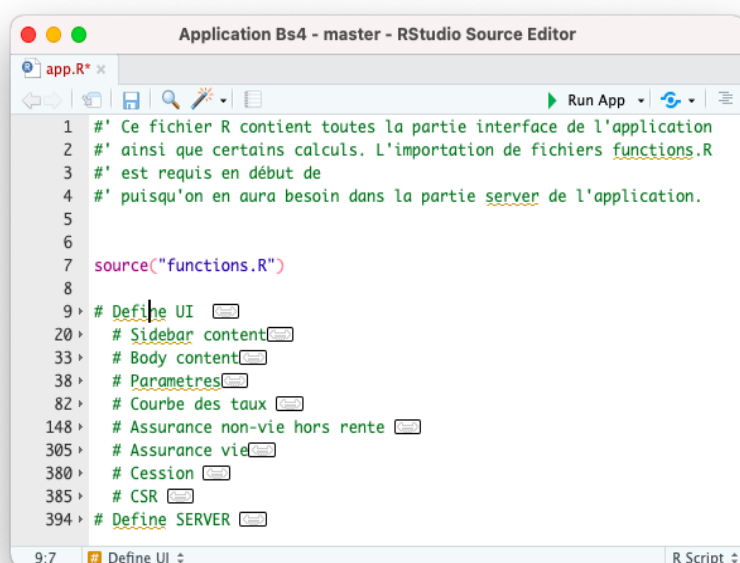 Application Bs4 - master - RStudio Source Editor
app.R*
Run App
1 #' Ce fichier R contient toutes la partie interface de l'application
2 #' ainsi que certains calculs. L'importation de fichiers functions.R
3 #' est requis en début de
4 #' puisqu'on en aura besoin dans la partie server de l'application.
5
6
7 source("functions.R")
8
9 # Define UI
20 # Sidebar content
33 # Body content
38 # Parametres
82 # Courbe des taux
148 # Assurance non-vie hors rente
305 # Assurance vie
380 # Cession
385 # CSR
394 # Define SERVER
9:7 # Define UI R Script